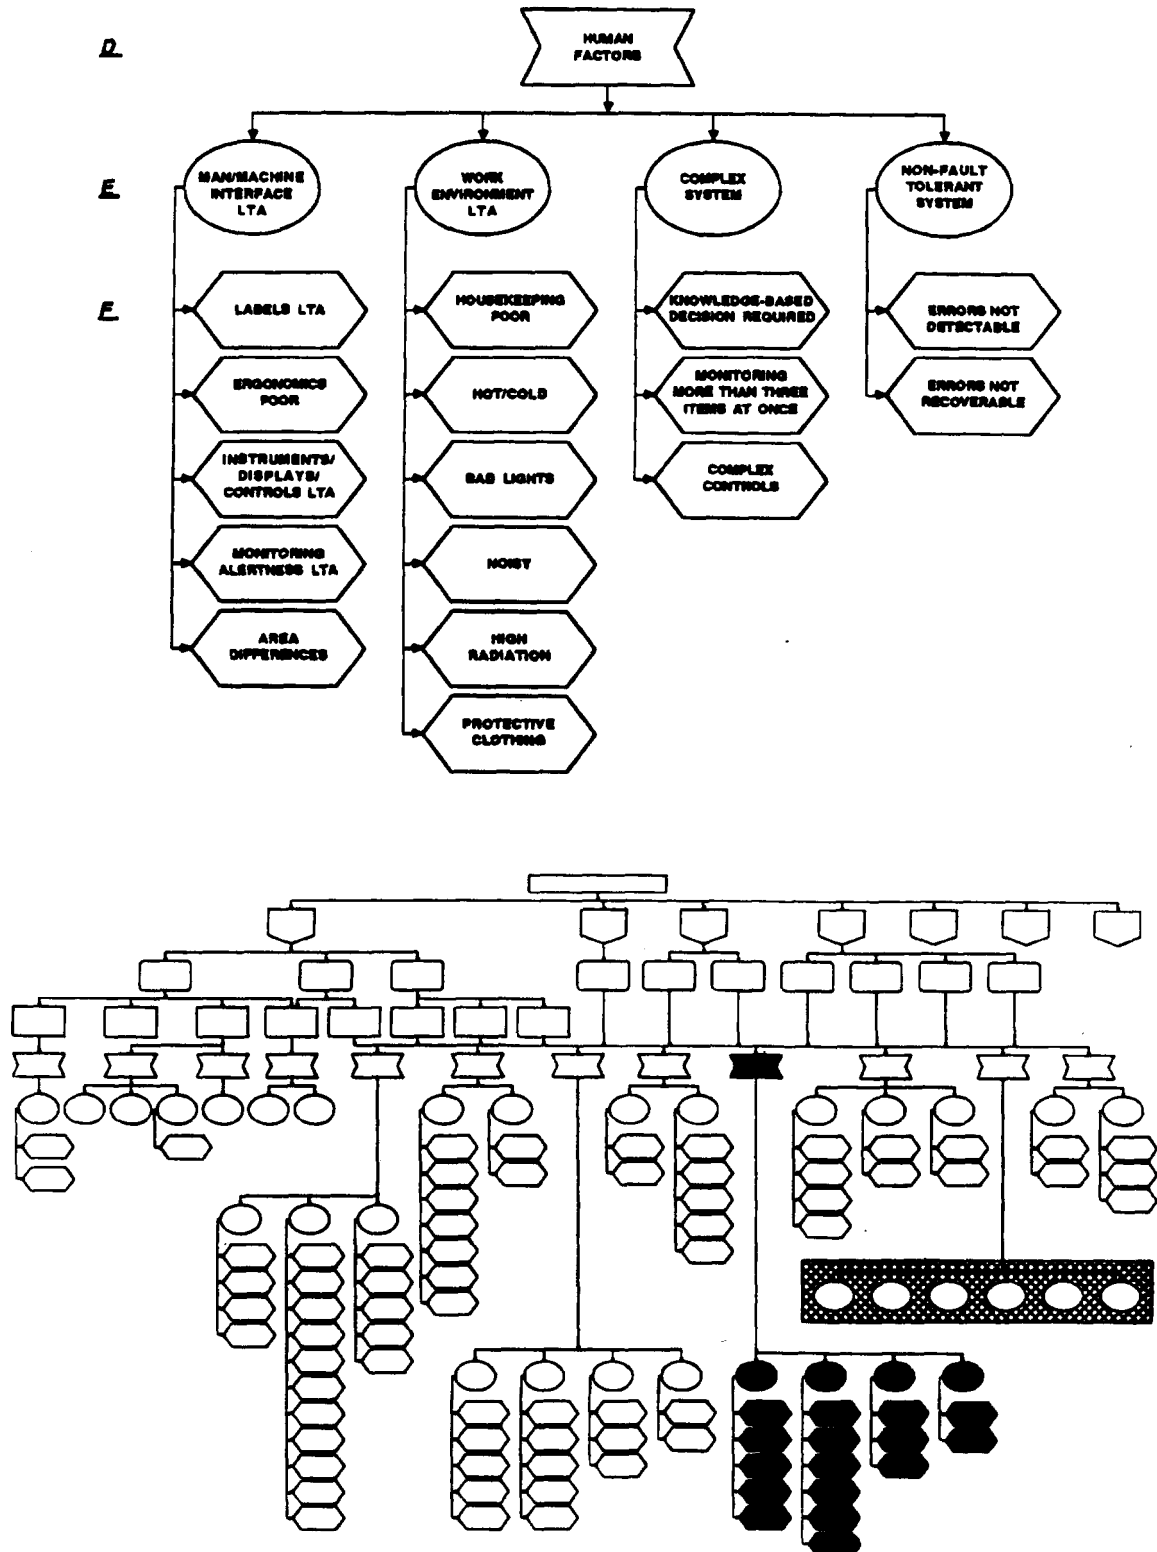 D
HUMAN
FACTORS
E
MAN/MACHINE
INTERFACE
LTA
WORK
ENVIRONMENT
LTA
COMPLEX
SYSTEM
NON-FAULT
TOLERANT
SYSTEM
F
LABELS LTA
ERGONOMICS
POOR
INSTRUMENTS/
DISPLAYS/
CONTROLS LTA
MONITORING
ALERTNESS LTA
AREA
DIFFERENCES
HOUSEKEEPING
POOR
HOT/COLD
BAD LIGHTS
NOISY
HIGH
RADIATION
PROTECTIVE
CLOTHING
KNOWLEDGE-BASED
DECISION REQUIRED
MONITORING
MORE THAN THREE
ITEMS AT ONCE
COMPLEX
CONTROLS
ERRORS NOT
DETECTABLE
ERRORS NOT
RECOVERABLE